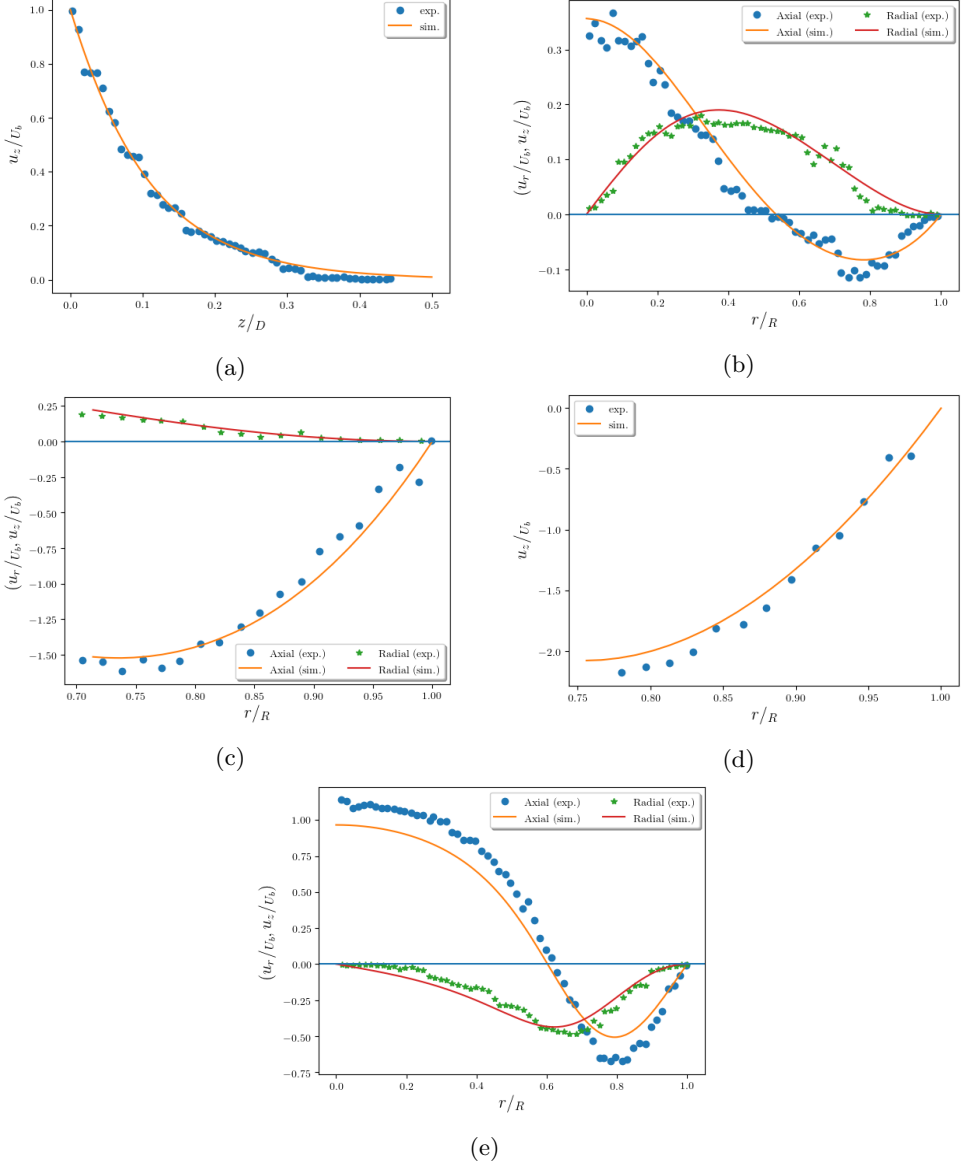 exp.
sim.
1.0
0.8
0.6
0.4
0.2
0.0
u_z/U_b
0.0 0.1 0.2 0.3 0.4 0.5
z/D
(a)
Axial (exp.) Radial (exp.)
Axial (sim.) Radial (sim.)
0.3
0.2
0.1
0.0
−0.1
(u_r/U_b, u_z/U_b)
0.0 0.2 0.4 0.6 0.8 1.0
r/R
(b)
0.25
0.00
−0.25
−0.50
−0.75
−1.00
−1.25
−1.50
(u_r/U_b, u_z/U_b)
Axial (exp.) Radial (exp.)
Axial (sim.) Radial (sim.)
0.70 0.75 0.80 0.85 0.90 0.95 1.00
r/R
(c)
exp.
sim.
0.0
−0.5
−1.0
−1.5
−2.0
u_z/U_b
0.75 0.80 0.85 0.90 0.95 1.00
r/R
(d)
Axial (exp.) Radial (exp.)
Axial (sim.) Radial (sim.)
1.00
0.75
0.50
0.25
0.00
−0.25
−0.50
−0.75
(u_r/U_b, u_z/U_b)
0.0 0.2 0.4 0.6 0.8 1.0
r/R
(e)